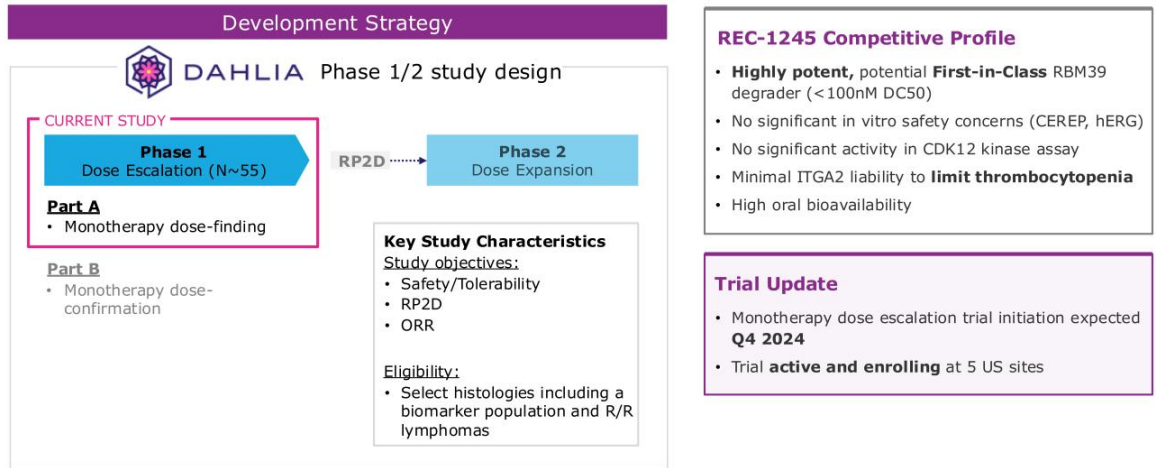 Development Strategy
DAHLIA Phase 1/2 study design
CURRENT STUDY
Phase 1
Dose Escalation (N~55)
RP2D
Phase 2
Dose Expansion
Part A
• Monotherapy dose-finding
Part B
• Monotherapy dose-
confirmation
Key Study Characteristics
Study objectives:
• Safety/Tolerability
• RP2D
• ORR
Eligibility:
• Select histologies including a
biomarker population and R/R
lymphomas
REC-1245 Competitive Profile
• Highly potent, potential First-in-Class RBM39
degrader (<100nM DC50)
• No significant in vitro safety concerns (CEREP, hERG)
• No significant activity in CDK12 kinase assay
• Minimal ITGA2 liability to limit thrombocytopenia
• High oral bioavailability
Trial Update
• Monotherapy dose escalation trial initiation expected
Q4 2024
• Trial active and enrolling at 5 US sites